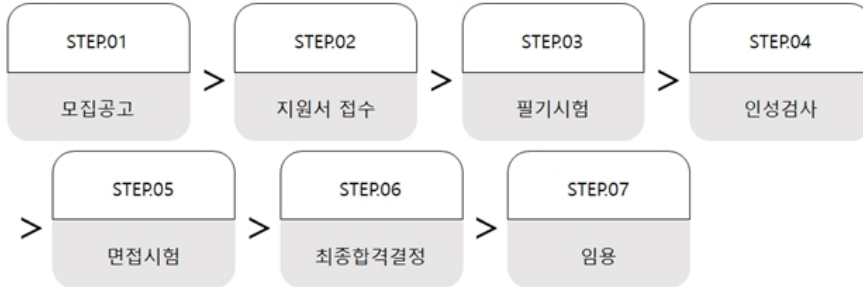 STEP.01
모집공고
>
STEP.02
지원서 접수
>
STEP.03
필기시험
>
STEP.04
인성검사
>
STEP.05
면접시험
>
STEP.06
최종합격결정
>
STEP.07
임용